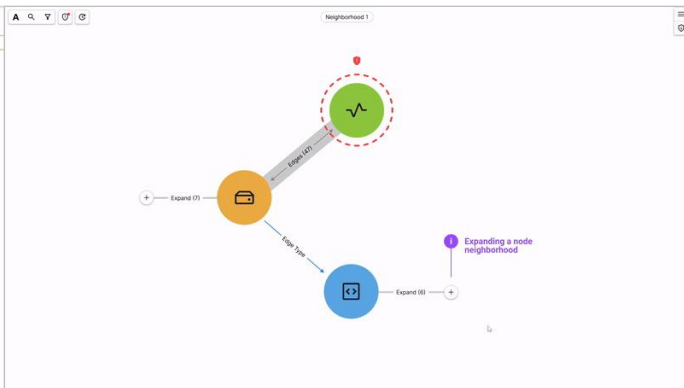 A
Neighborhood 1
Edges (47)
Expand (7)
Edge Type
Expanding a node
neighborhood
Expand (6)